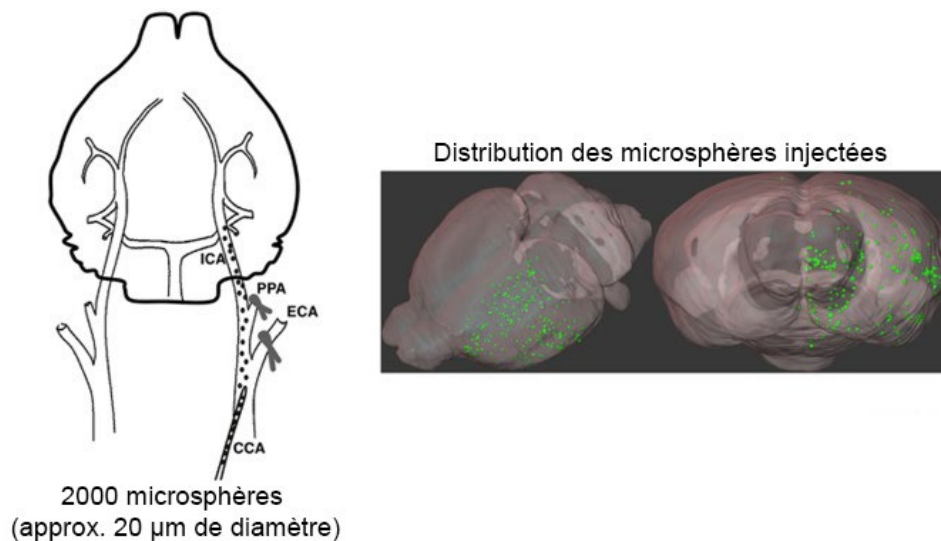 Distribution des microsphères injectées
ICA
PPA
ECA
CCA
2000 microsphères
(approx. 20 µm de diamètre)